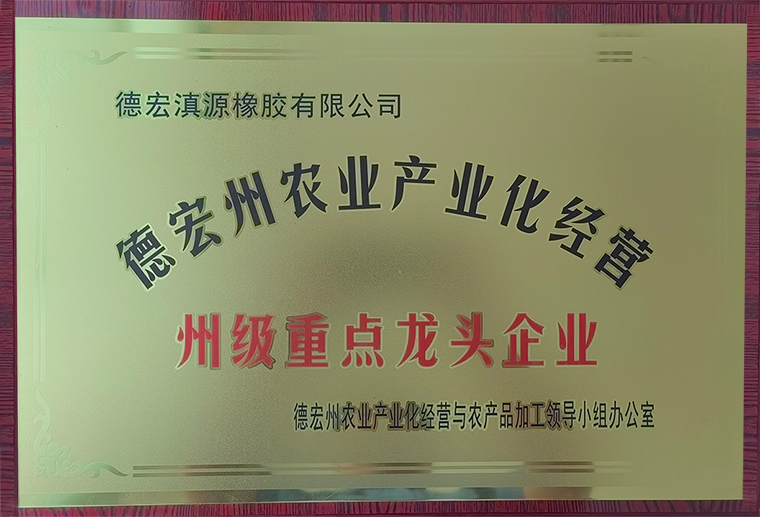 德宏滇源橡胶有限公司
德宏州农业产业化经营
州级重点龙头企业
德宏州农业产业化经营与农产品加工领导小组办公室